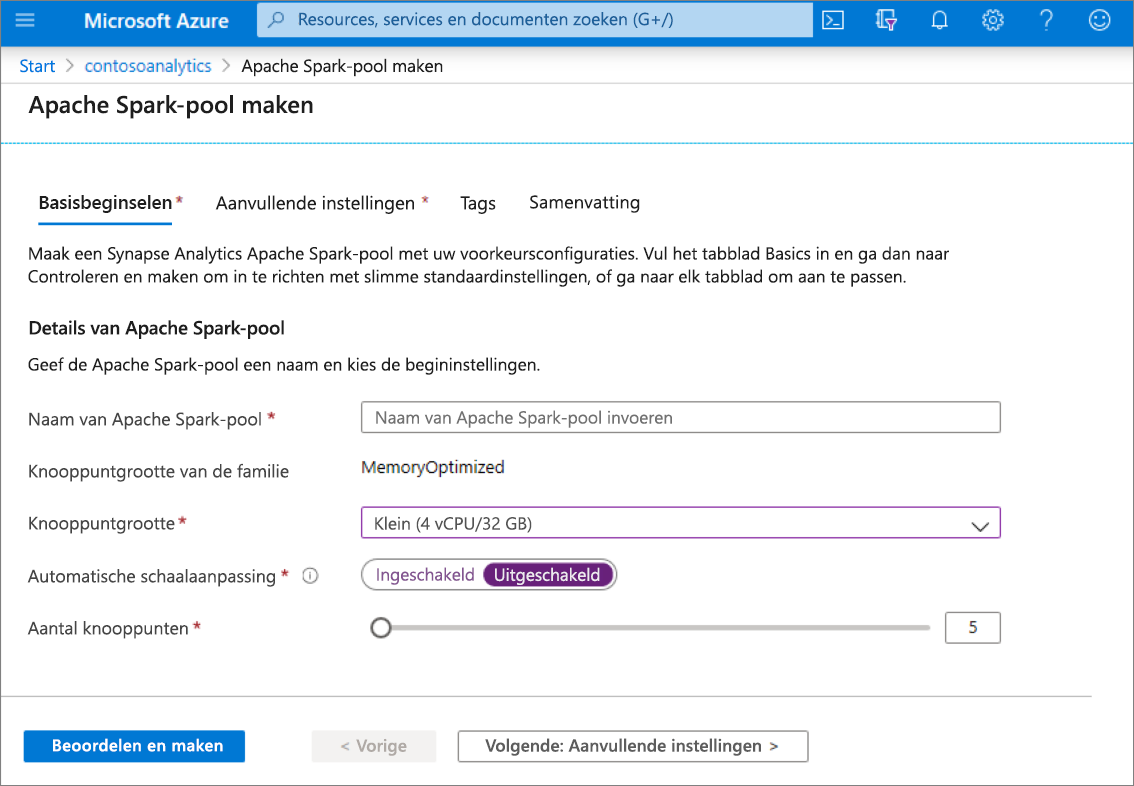 Microsoft Azure
Resources, services en documenten zoeken (G+/)
Start > contosoanalytics > Apache Spark-pool maken
Apache Spark-pool maken
Basisbeginselen * Aanvullende instellingen * Tags Samenvatting
Maak een Synapse Analytics Apache Spark-pool met uw voorkeursconfiguraties. Vul het tabblad Basics in en ga dan naar
Controleren en maken om in te richten met slimme standaardinstellingen, of ga naar elk tabblad om aan te passen.
Details van Apache Spark-pool
Geef de Apache Spark-pool een naam en kies de begininstellingen.
Naam van Apache Spark-pool * Naam van Apache Spark-pool invoeren
Knooppuntgrootte van de familie MemoryOptimized
Knooppuntgrootte * Klein (4 vCPU/32 GB)
Automatische schaalaanpassing * Ingeschakeld Uitgeschakeld
Aantal knooppunten * 5
Beoordelen en maken < Vorige Volgende: Aanvullende instellingen >